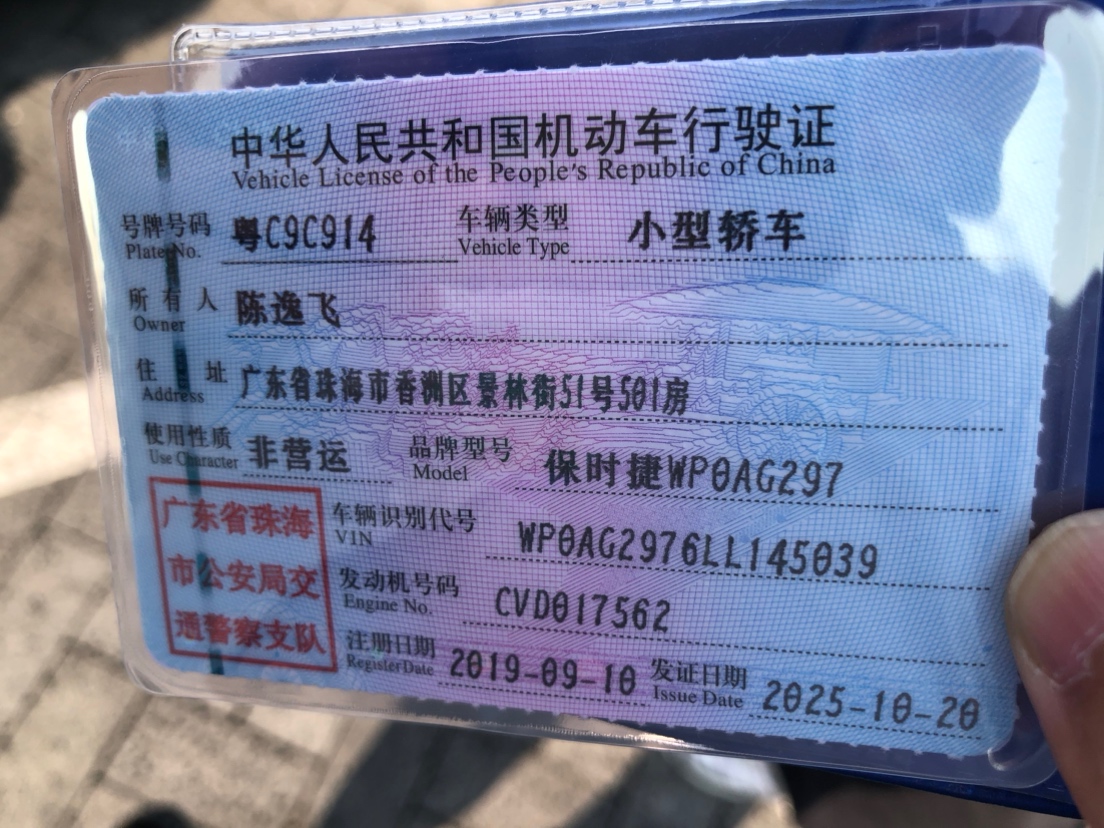 中华人民共和国机动车行驶证
Vehicle License of the People's Republic of China
号牌号码 粤C9C914 车辆类型 小型轿车
Plate No. Vehicle Type
所有人 陈逸飞
Owner
住址 广东省珠海市香洲区景林街51号501房
Address
使用性质 非营运 品牌型号 保时捷WP0AG297
Use Character Model
广东省珠海
市公安局交
通警察支队
车辆识别代号 WP0AG2976LL145039
VIN
发动机号码 CVD017562
Engine No.
注册日期 2019-09-10 发证日期 2025-10-20
Register Date Issue Date